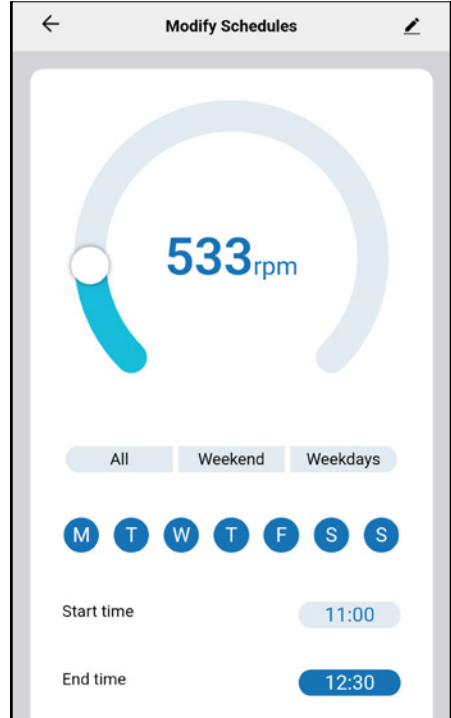 Modify Schedules
533rpm
All Weekend Weekdays
M T W T F S S
Start time 11:00
End time 12:30